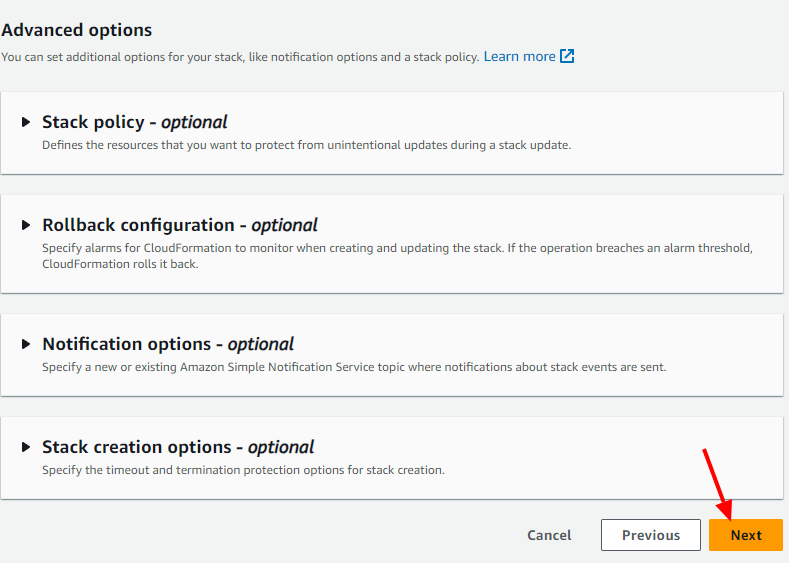 Advanced options
You can set additional options for your stack, like notification options and a stack policy. Learn more
Stack policy - optional
Defines the resources that you want to protect from unintentional updates during a stack update.
Rollback configuration - optional
Specify alarms for CloudFormation to monitor when creating and updating the stack. If the operation breaches an alarm threshold,
CloudFormation rolls it back.
Notification options - optional
Specify a new or existing Amazon Simple Notification Service topic where notifications about stack events are sent.
Stack creation options - optional
Specify the timeout and termination protection options for stack creation.
Cancel Previous Next